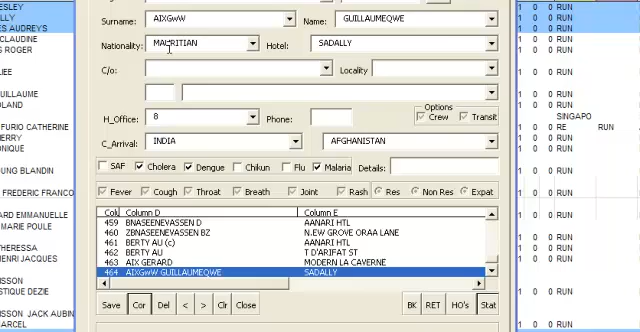 ESLEY
LLY
ES AUDREY'S
CLAUDINE
S ROGER
LIEE
GUILLAUME
OLAND
FURIO CATHERINE
ERRY
ONIQUE
UNG BLANDIN
FREDERIC FRANCO
ARD EMMANUELLE
MARIE POULE
THERESSA
HENRI JACQUES
NSSON
STIQUE DEZIE
NSSON JACK AUBIN
ARCEL
Surname: AIXGwW Name: GUILLAUMEQWE
Nationality: MAURITIAN Hotel: SADALLY
C/o: Locality
H_Office: 8 Phone: Options
Crew Transit
C_Arrival: INDIA AFGHANISTAN
SAF Cholera Dengue Chikun Flu Malaria Details:
Fever Cough Throat Breath Joint Rash Res Non Res Expat
Colu Column D Column E
459 BNASEENEVASSEN D AANARI HTL
460 ZBNASEENEVASSEN BZ N.EW GROVE ORAA LANE
461 BERTY AU (c) AANARI HTL
462 BERTY AU T D'ARIFAT ST
463 AIX GERARD MODERN LA CAVERNE
464 AIXGwW GUILLAUMEQWE SADALLY
Save Cor Del < > Clr Close BK RET HO's Stat
1 0 0 RUN
1 0 0 RUN
1 0 0 RUN
1 0 0 RUN
1 0 0 RUN
1 0 0 RUN
1 0 0 RUN
1 0 0 RUN
SINGAPO
1 0 0 RE RUN
1 0 0 RUN
1 0 0 RUN
1 0 0 RUN
1 0 0 RUN
1 0 0 RUN
1 0 0 RUN
1 0 0 RUN
1 0 0 RUN
1 0 0 RUN
1 0 0 RUN
1 0 0 RUN
1 0 0 RUN